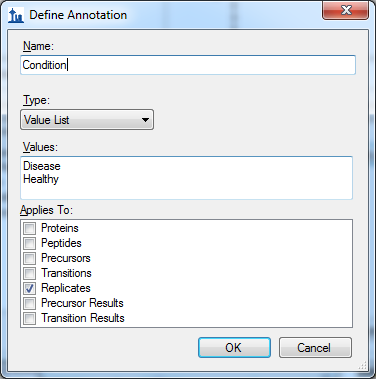 Define Annotation
Name:
Condition
Type:
Value List
Values:
Disease
Healthy
Applies To:
Proteins
Peptides
Precursors
Transitions
Replicates
Precursor Results
Transition Results
OK Cancel